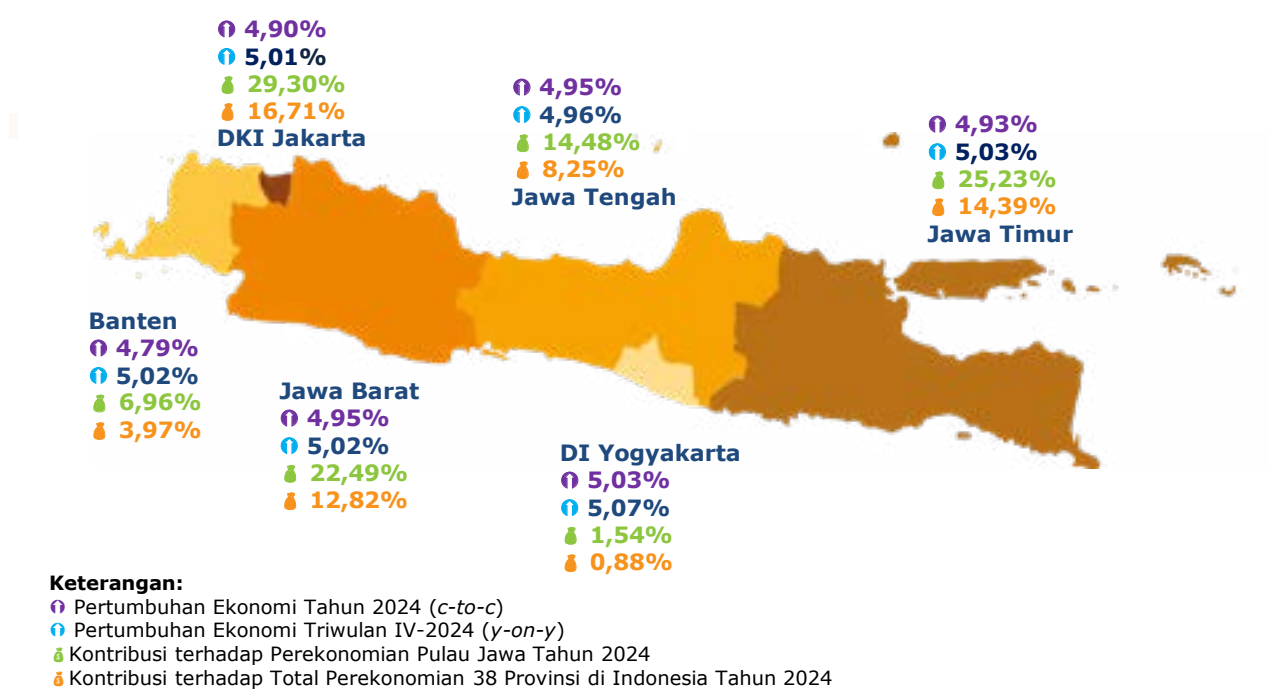 4,90%
5,01%
29,30%
16,71%
DKI Jakarta
4,95%
4,96%
14,48%
8,25%
Jawa Tengah
4,93%
5,03%
25,23%
14,39%
Jawa Timur
Banten
4,79%
5,02%
6,96%
3,97%
Jawa Barat
4,95%
5,02%
22,49%
12,82%
DI Yogyakarta
5,03%
5,07%
1,54%
0,88%
Keterangan:
Pertumbuhan Ekonomi Tahun 2024 (c-to-c)
Pertumbuhan Ekonomi Triwulan IV-2024 (y-on-y)
Kontribusi terhadap Perekonomian Pulau Jawa Tahun 2024
Kontribusi terhadap Total Perekonomian 38 Provinsi di Indonesia Tahun 2024